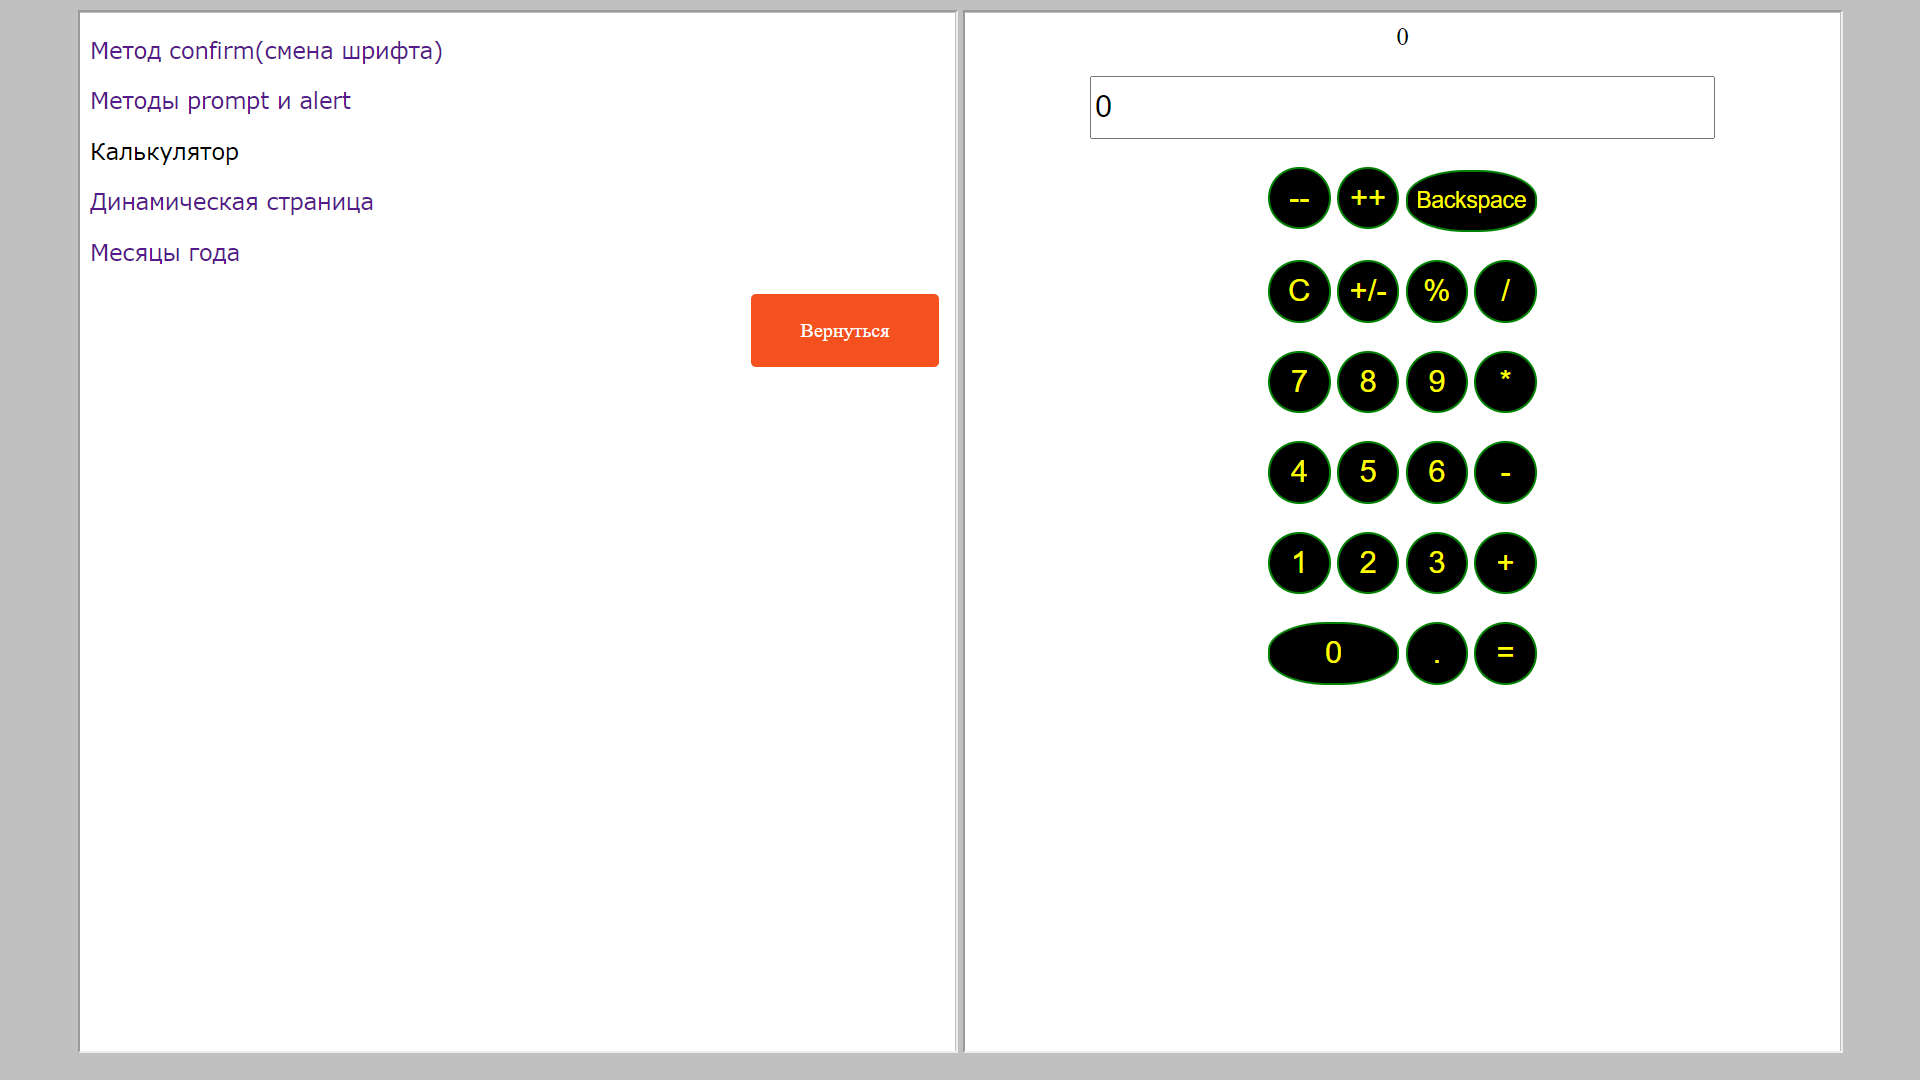 Метод confirm(смена шрифта)
Методы prompt и alert
Калькулятор
Динамическая страница
Месяцы года
Вернуться
0
0
-- ++ Backspace
C +/- % /
7 8 9 *
4 5 6 -
1 2 3 +
0 . =